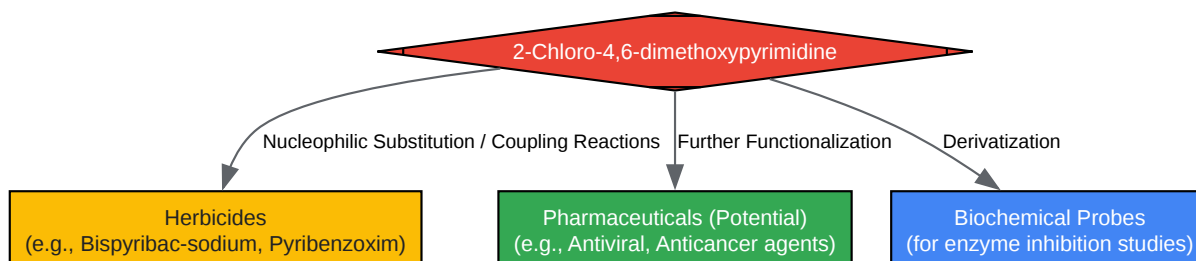 2-Chloro-4,6-dimethoxypyrimidine
Nucleophilic Substitution / Coupling Reactions
Further Functionalization
Derivatization
Herbicides
(e.g., Bispyribac-sodium, Pyribenzoxim)
Pharmaceuticals (Potential)
(e.g., Antiviral, Anticancer agents)
Biochemical Probes
(for enzyme inhibition studies)